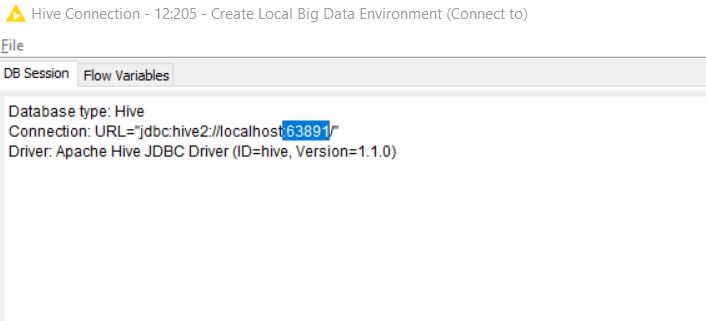 Hive Connection - 12:205 - Create Local Big Data Environment (Connect to)
File
DB Session Flow Variables
Database type: Hive
Connection: URL="jdbc:hive2://localhost:63891/"
Driver: Apache Hive JDBC Driver (ID=hive, Version=1.1.0)